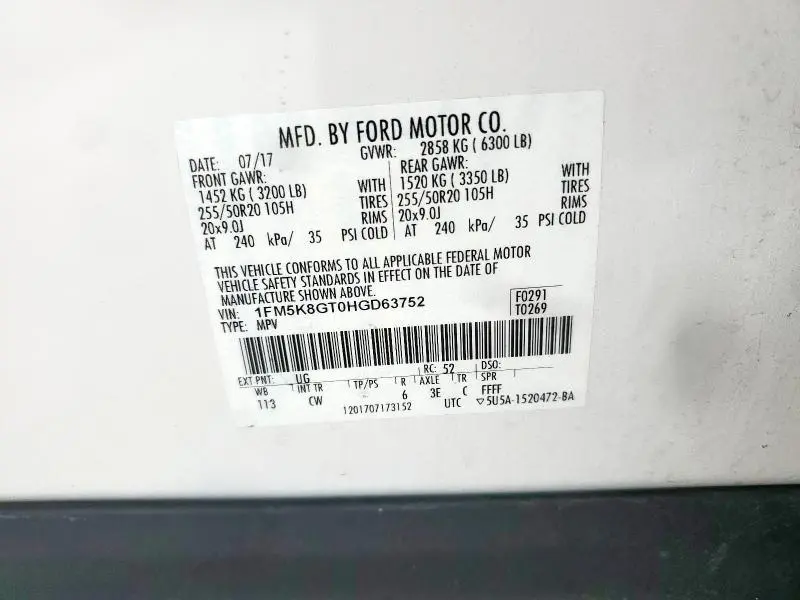 MFD. BY FORD MOTOR CO.
DATE: 07/17 GVWR: 2858 KG ( 6300 LB)
FRONT GAWR: REAR GAWR:
1452 KG ( 3200 LB) WITH 1520 KG ( 3350 LB) WITH
255/50R20 105H TIRES 255/50R20 105H TIRES
20x9.0J RIMS 20x9.0J RIMS
AT 240 kPa/ 35 PSI COLD AT 240 kPa/ 35 PSI COLD
THIS VEHICLE CONFORMS TO ALL APPLICABLE FEDERAL MOTOR
VEHICLE SAFETY STANDARDS IN EFFECT ON THE DATE OF
MANUFACTURE SHOWN ABOVE.
VIN: 1FM5K8GT0HGD63752 F0291
TYPE: MPV T0269
EXT PNT: UG RC: 52 DSO:
WB INT TR TP/PS R AXLE TR SPR
113 CW 6 3E C FFFF
1201707173152 UTC ▽5U5A-1520472-BA